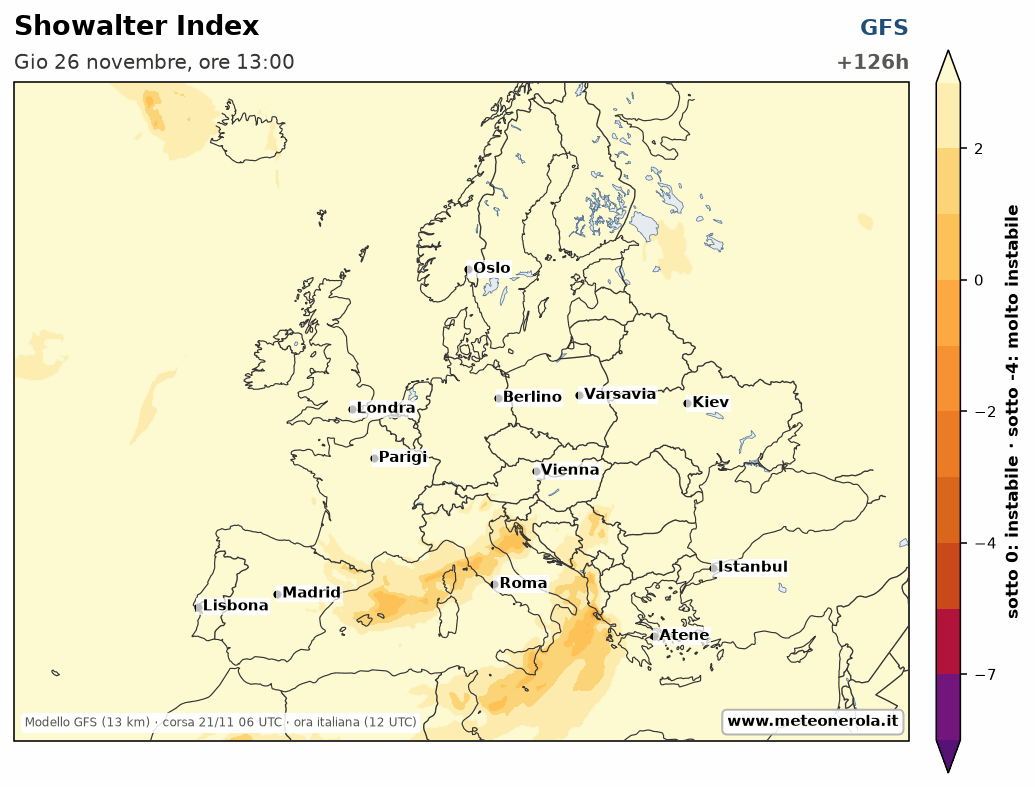 Showalter Index
GFS
Gio 26 novembre, ore 13:00
+126h
Oslo
Berlino
Varsavia
Kiev
Londra
Parigi
Vienna
Istanbul
Roma
Madrid
Lisbona
Atene
Modello GFS (13 km) · corsa 21/11 06 UTC · ora italiana (12 UTC)
www.meteonerola.it
2
0
−2
−4
−7
sotto 0: instabile · sotto -4: molto instabile